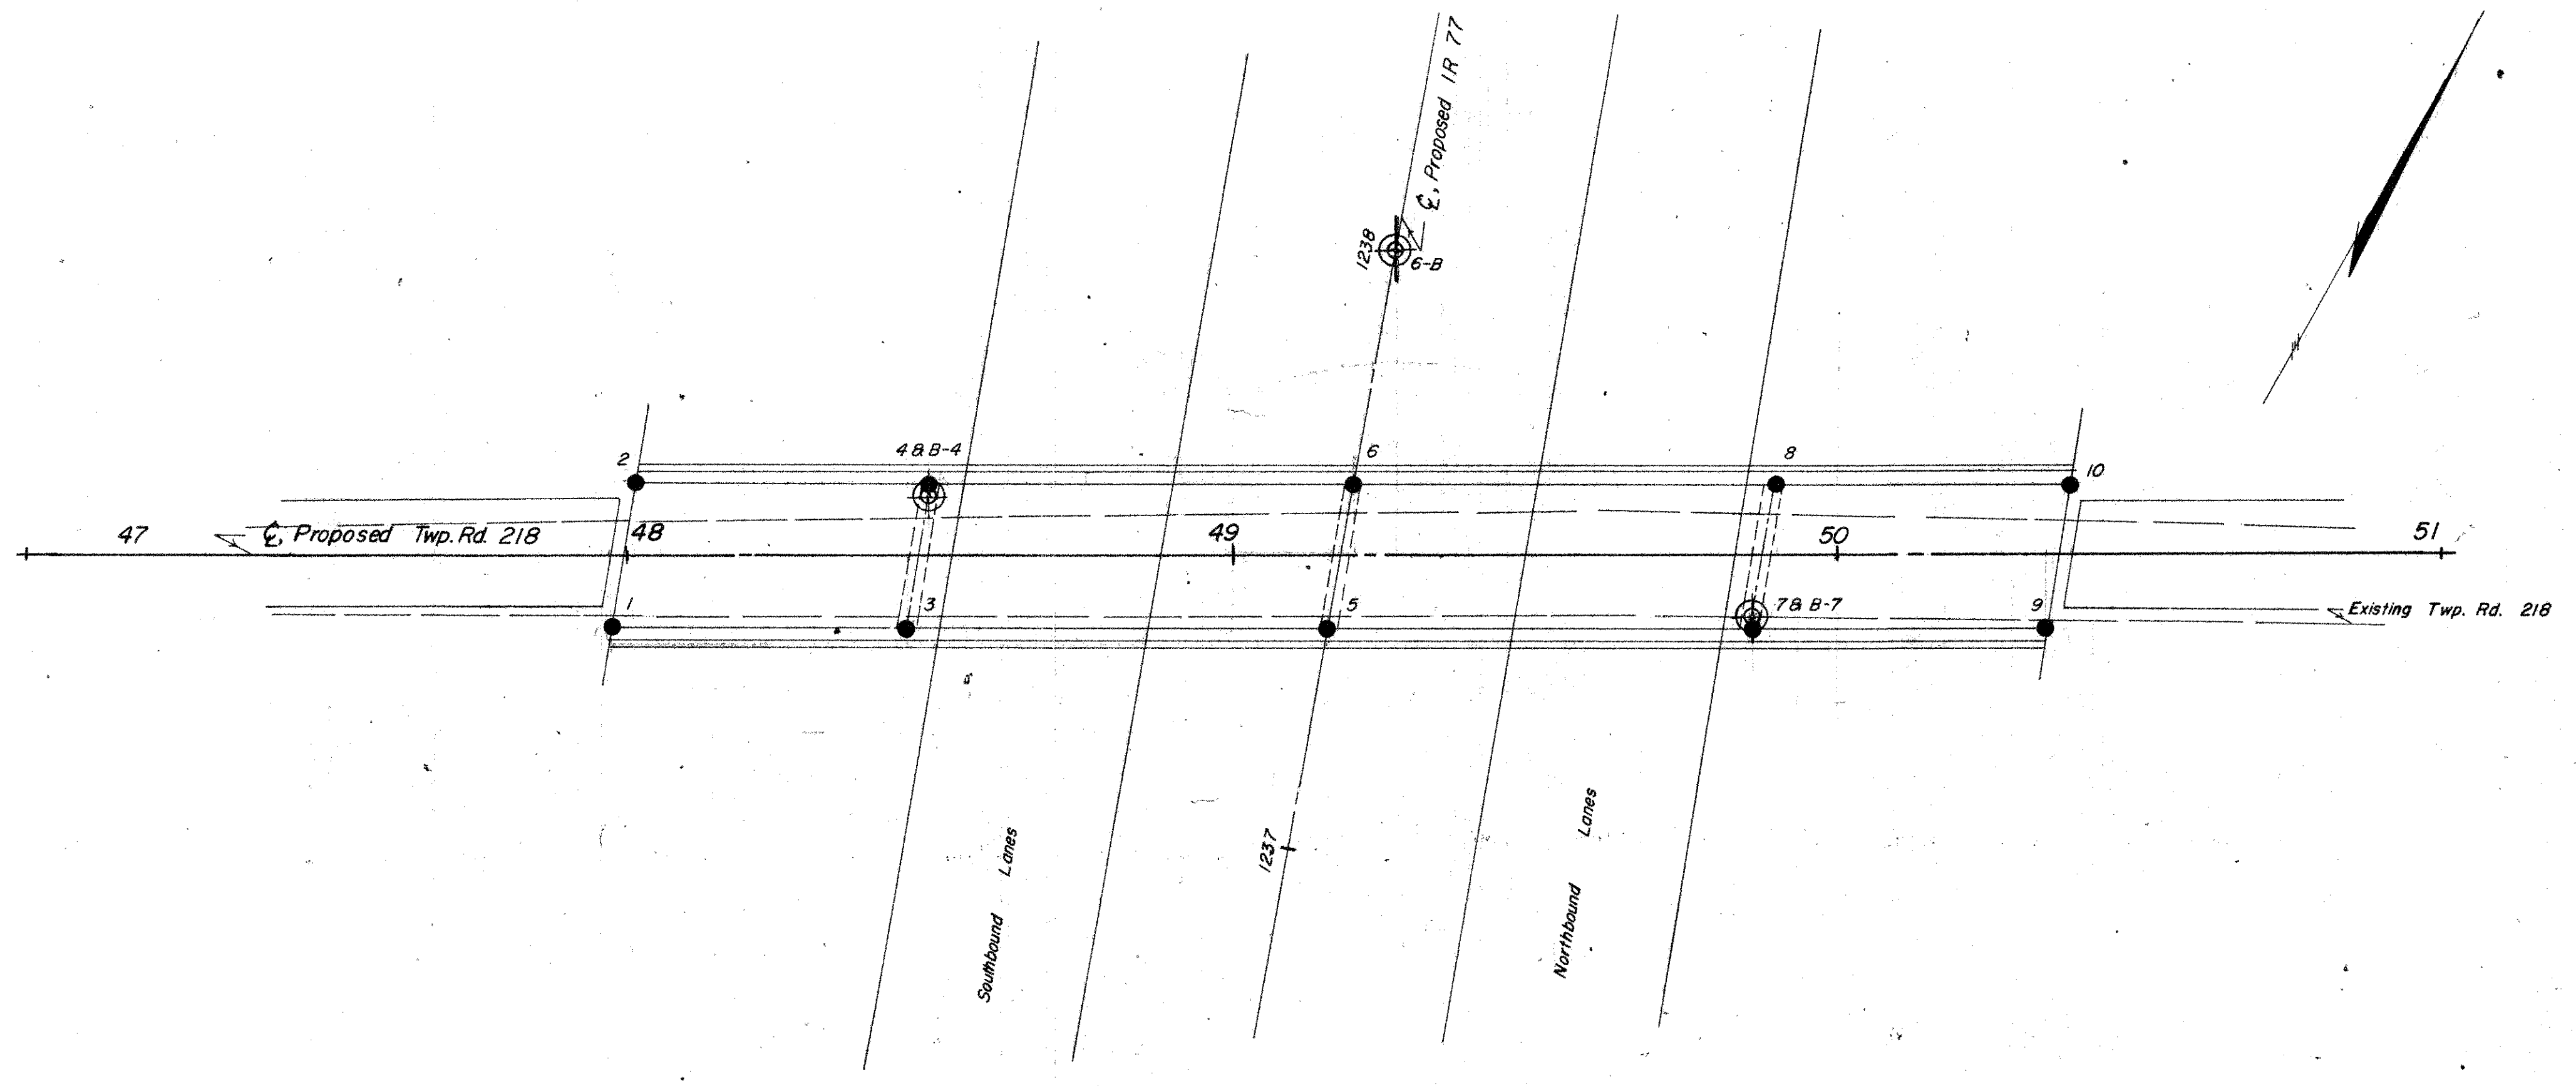 ℄, Proposed IR 77
1238
6-B
2
4 & B-4
6
8
10
47
℄, Proposed Twp. Rd. 218
48
49
50
51
1
3
5
7 & B-7
9
Existing Twp. Rd. 218
1237
Southbound Lanes
Northbound Lanes